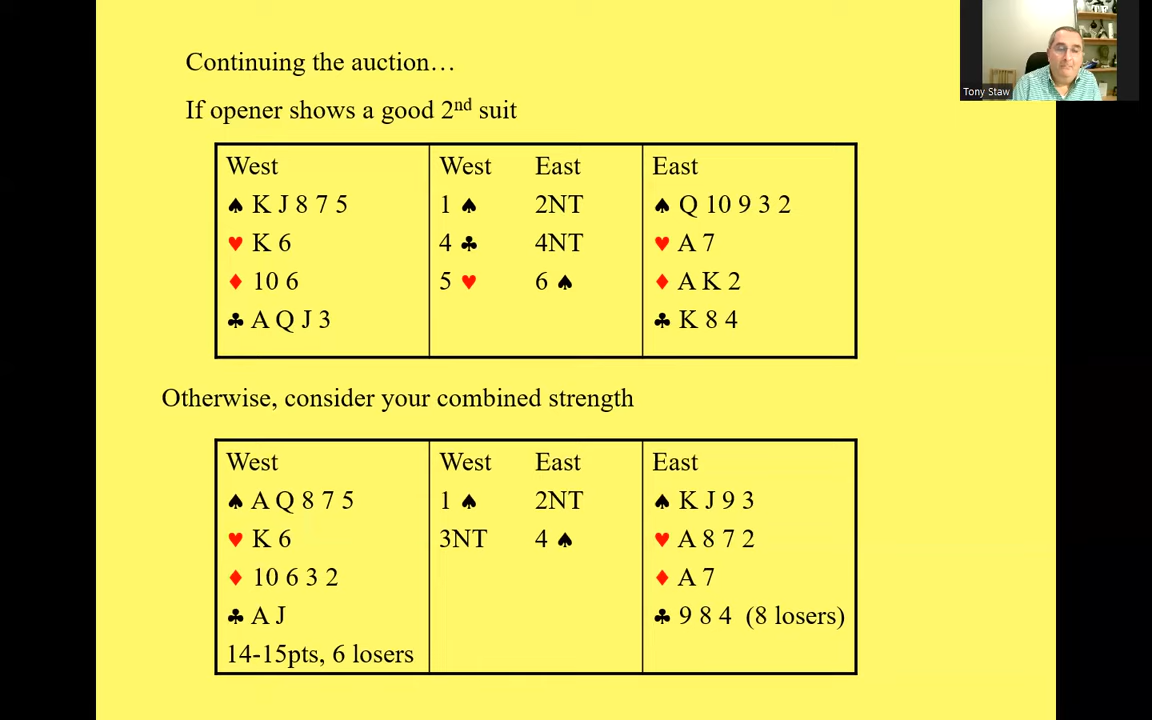 Continuing the auction…
If opener shows a good 2nd suit
West West East East
♠ K J 8 7 5 1 ♠ 2NT ♠ Q 10 9 3 2
♥ K 6 4 ♣ 4NT ♥ A 7
♦ 10 6 5 ♥ 6 ♠ ♦ A K 2
♣ A Q J 3 ♣ K 8 4
Otherwise, consider your combined strength
West West East East
♠ A Q 8 7 5 1 ♠ 2NT ♠ K J 9 3
♥ K 6 3NT 4 ♠ ♥ A 8 7 2
♦ 10 6 3 2 ♦ A 7
♣ A J ♣ 9 8 4 (8 losers)
14-15pts, 6 losers
Tony Staw